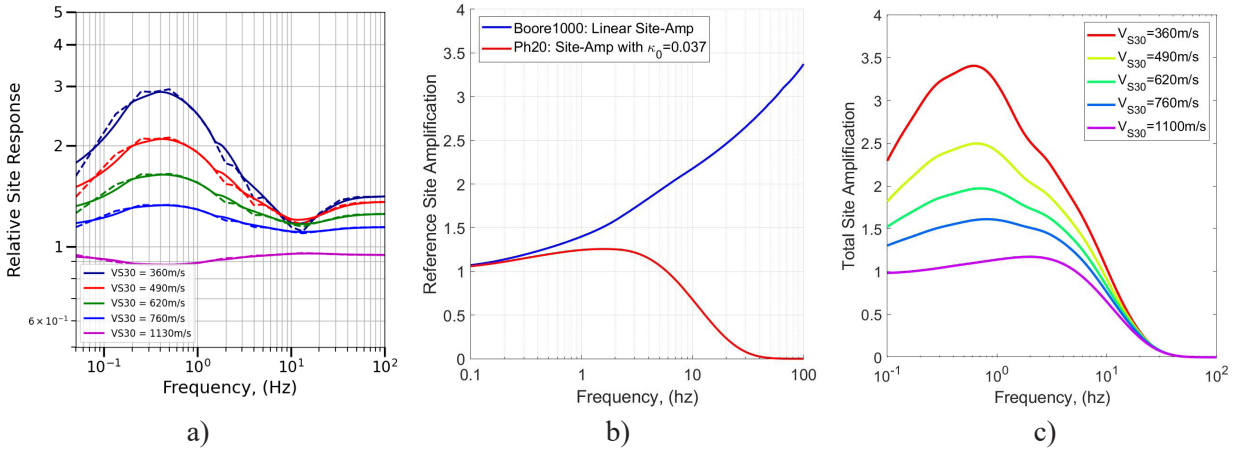 5
4
3
2
1
6 × 10⁻¹
Relative Site Response
VS30 = 360m/s
VS30 = 490m/s
VS30 = 620m/s
VS30 = 760m/s
VS30 = 1130m/s
10⁻¹ 10⁰ 10¹ 10²
Frequency, (Hz)
a)
4
3.5
3
2.5
2
1.5
1
0.5
0
Reference Site Amplification
Boore1000: Linear Site-Amp
Ph20: Site-Amp with κ₀=0.037
0.1 1 10 100
Frequency, (hz)
b)
4
3.5
3
2.5
2
1.5
1
0.5
0
Total Site Amplification
V_S30=360m/s
V_S30=490m/s
V_S30=620m/s
V_S30=760m/s
V_S30=1100m/s
10⁻¹ 10⁰ 10¹ 10²
Frequency, (hz)
c)